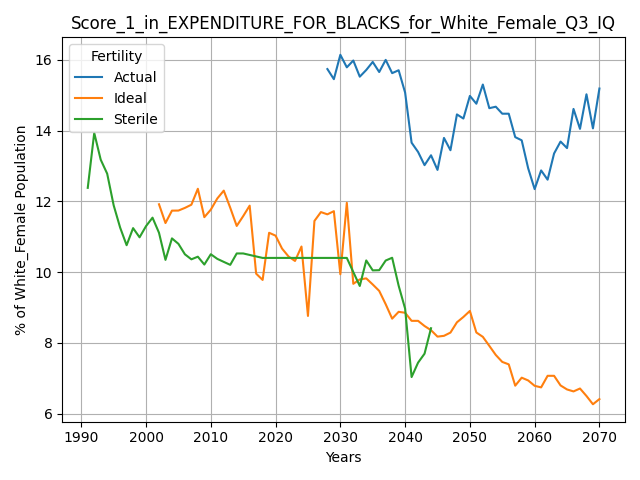 Score_1_in_EXPENDITURE_FOR_BLACKS_for_White_Female_Q3_IQ
Fertility
Actual
Ideal
Sterile
% of White_Female Population
16
14
12
10
8
6
1990 2000 2010 2020 2030 2040 2050 2060 2070
Years